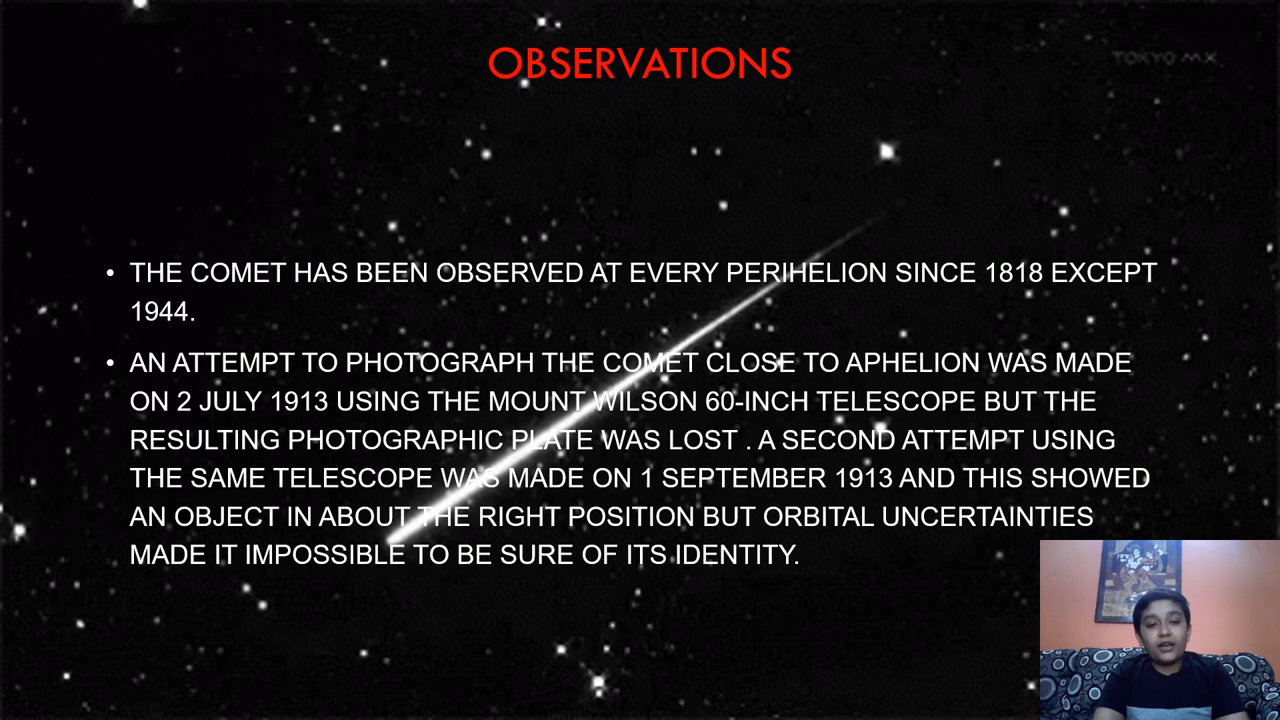 OBSERVATIONS
TOKYO MX
• THE COMET HAS BEEN OBSERVED AT EVERY PERIHELION SINCE 1818 EXCEPT
1944.
• AN ATTEMPT TO PHOTOGRAPH THE COMET CLOSE TO APHELION WAS MADE
ON 2 JULY 1913 USING THE MOUNT WILSON 60-INCH TELESCOPE BUT THE
RESULTING PHOTOGRAPHIC PLATE WAS LOST . A SECOND ATTEMPT USING
THE SAME TELESCOPE WAS MADE ON 1 SEPTEMBER 1913 AND THIS SHOWED
AN OBJECT IN ABOUT THE RIGHT POSITION BUT ORBITAL UNCERTAINTIES
MADE IT IMPOSSIBLE TO BE SURE OF ITS IDENTITY.